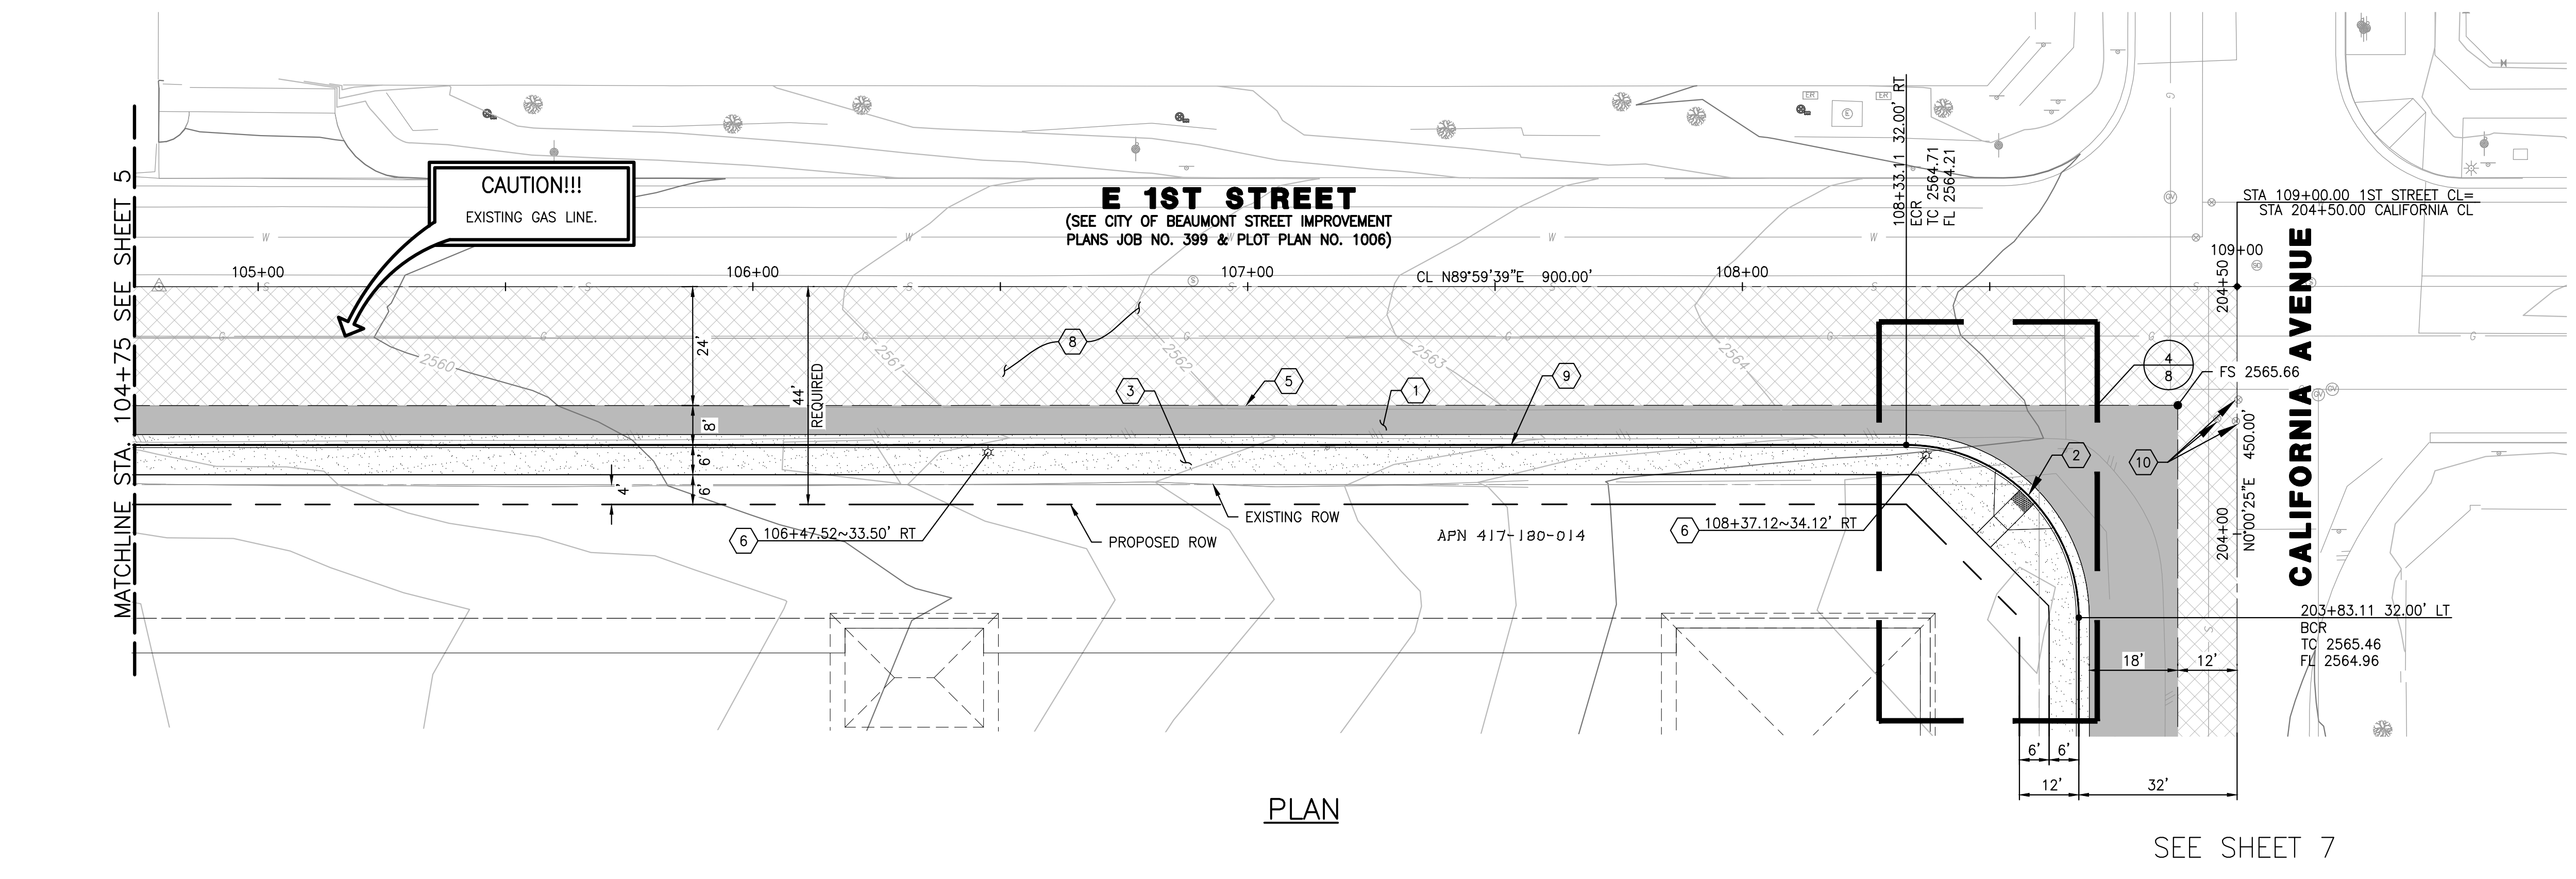 MATCHLINE STA. 104+75 SEE SHEET 5
CAUTION!!!
EXISTING GAS LINE.
E 1ST STREET
(SEE CITY OF BEAUMONT STREET IMPROVEMENT
PLANS JOB NO. 399 & PLOT PLAN NO. 1006)
108+33.11 32.00' RT
ECR
TC 2564.71
FL 2564.21
ER
E
ER
G
GV
STA 109+00.00 1ST STREET CL=
STA 204+50.00 CALIFORNIA CL
W
W
W
W
105+00
106+00
107+00
108+00
109+00
CL N89°59'39"E 900.00'
204+50
SD
S
S
S
S
S
S
S
S
CALIFORNIA AVENUE
G
G
G
G
G
G
G
G
2560
2561
2562
2563
2564
24'
44'
REQUIRED
8
4
8
FS 2565.66
3
5
1
9
GV
8'
6'
6'
4'
2
10
N0°00'25"E 450.00'
204+00
EXISTING ROW
PROPOSED ROW
6 106+47.52~33.50' RT
APN 417-180-014
6 108+37.12~34.12' RT
203+83.11 32.00' LT
BCR
TC 2565.46
FL 2564.96
S
18'
12'
6'
6'
12'
32'
PLAN
SEE SHEET 7